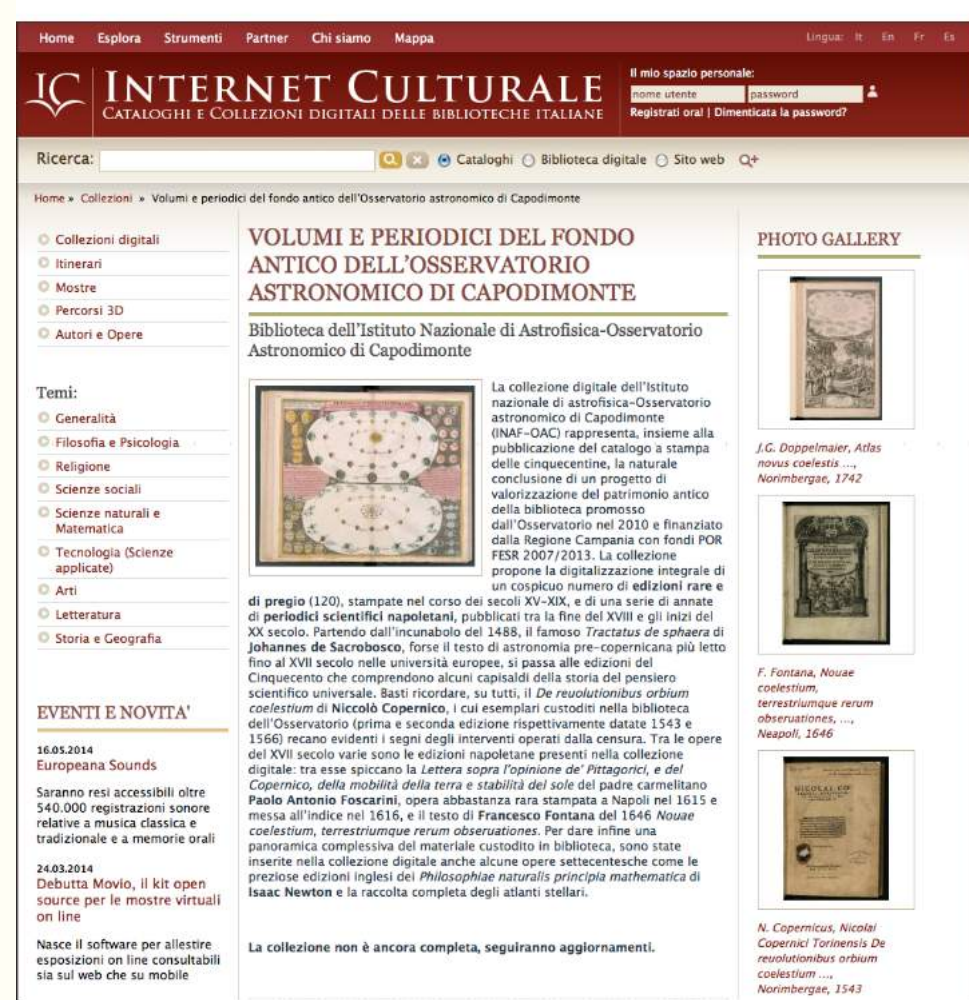 Home Esplora Strumenti Partner Chi siamo Mappa
Lingua: It En Fr Es
IC INTERNET CULTURALE
CATALOGHI E COLLEZIONI DIGITALI DELLE BIBLIOTECHE ITALIANE
Il mio spazio personale:
nome utente password
Registrati ora! | Dimenticata la password?
Ricerca: Cataloghi Biblioteca digitale Sito web
Home » Collezioni » Volumi e periodici del fondo antico dell'Osservatorio astronomico di Capodimonte
Collezioni digitali
Itinerari
Mostre
Percorsi 3D
Autori e Opere
Temi:
Generalità
Filosofia e Psicologia
Religione
Scienze sociali
Scienze naturali e
Matematica
Tecnologia (Scienze
applicate)
Arti
Letteratura
Storia e Geografia
EVENTI E NOVITA'
16.05.2014
Europeana Sounds
Saranno resi accessibili oltre
540.000 registrazioni sonore
relative a musica classica e
tradizionale e a memorie orali
24.03.2014
Debutta Movio, il kit open
source per le mostre virtuali
on line
Nasce il software per allestire
esposizioni on line consultabili
sia sul web che su mobile
VOLUMI E PERIODICI DEL FONDO
ANTICO DELL'OSSERVATORIO
ASTRONOMICO DI CAPODIMONTE
Biblioteca dell'Istituto Nazionale di Astrofisica-Osservatorio
Astronomico di Capodimonte
La collezione digitale dell'Istituto
nazionale di astrofisica-Osservatorio
astronomico di Capodimonte
(INAF-OAC) rappresenta, insieme alla
pubblicazione del catalogo a stampa
delle cinquecentine, la naturale
conclusione di un progetto di
valorizzazione del patrimonio antico
della biblioteca promosso
dall'Osservatorio nel 2010 e finanziato
dalla Regione Campania con fondi POR
FESR 2007/2013. La collezione
propone la digitalizzazione integrale di
un cospicuo numero di edizioni rare e
di pregio (120), stampate nel corso dei secoli XV-XIX, e di una serie di annate
di periodici scientifici napoletani, pubblicati tra la fine del XVIII e gli inizi del
XX secolo. Partendo dall'incunabolo del 1488, il famoso Tractatus de sphaera di
Johannes de Sacrobosco, forse il testo di astronomia pre-copernicana più letto
fino al XVII secolo nelle università europee, si passa alle edizioni del
Cinquecento che comprendono alcuni capisaldi della storia del pensiero
scientifico universale. Basti ricordare, su tutti, il De reuolutionibus orbium
coelestium di Niccolò Copernico, i cui esemplari custoditi nella biblioteca
dell'Osservatorio (prima e seconda edizione rispettivamente datate 1543 e
1566) recano evidenti i segni degli interventi operati dalla censura. Tra le opere
del XVII secolo varie sono le edizioni napoletane presenti nella collezione
digitale: tra esse spiccano la Lettera sopra l'opinione de' Pittagorici, e del
Copernico, della mobilità della terra e stabilità del sole del padre carmelitano
Paolo Antonio Foscarini, opera abbastanza rara stampata a Napoli nel 1615 e
messa all'indice nel 1616, e il testo di Francesco Fontana del 1646 Nouae
coelestium, terrestriumque rerum obseruationes. Per dare infine una
panoramica complessiva del materiale custodito in biblioteca, sono state
inserite nella collezione digitale anche alcune opere settecentesche come le
preziose edizioni inglesi dei Philosophiae naturalis principia mathematica di
Isaac Newton e la raccolta completa degli atlanti stellari.
La collezione non è ancora completa, seguiranno aggiornamenti.
PHOTO GALLERY
J.G. Doppelmaier, Atlas
novus coelestis ...,
Norimbergae, 1742
F. Fontana, Nouae
coelestium,
terrestriumque rerum
obseruationes, ...,
Neapoli, 1646
NICOLAI CO
N. Copernicus, Nicolai
Copernici Torinensis De
reuolutionibus orbium
coelestium ...,
Norimbergae, 1543